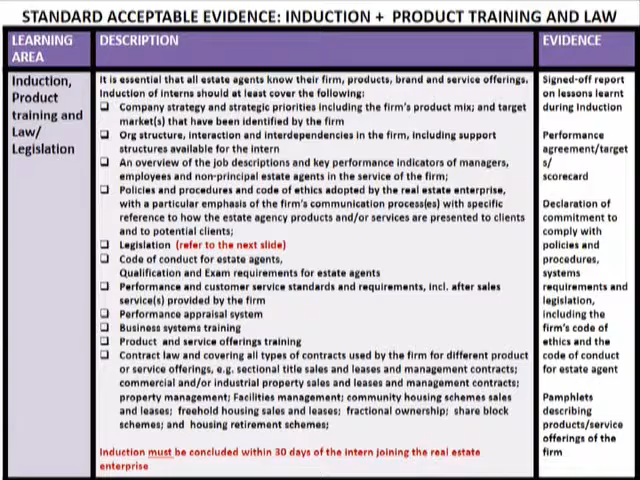 STANDARD ACCEPTABLE EVIDENCE: INDUCTION + PRODUCT TRAINING AND LAW
LEARNING AREA
DESCRIPTION
EVIDENCE
Induction,
Product
training and
Law/
Legislation
It is essential that all estate agents know their firm, products, brand and service offerings.
Induction of interns should at least cover the following:
❑ Company strategy and strategic priorities including the firm's product mix; and target
market(s) that have been identified by the firm
❑ Org structure, interaction and interdependencies in the firm, including support
structures available for the intern
❑ An overview of the job descriptions and key performance indicators of managers,
employees and non-principal estate agents in the service of the firm;
❑ Policies and procedures and code of ethics adopted by the real estate enterprise,
with a particular emphasis of the firm's communication process(es) with specific
reference to how the estate agency products and/or services are presented to clients
and to potential clients;
❑ Legislation (refer to the next slide)
❑ Code of conduct for estate agents,
Qualification and Exam requirements for estate agents
❑ Performance and customer service standards and requirements, incl. after sales
service(s) provided by the firm
❑ Performance appraisal system
❑ Business systems training
❑ Product and service offerings training
❑ Contract law and covering all types of contracts used by the firm for different product
or service offerings, e.g. sectional title sales and leases and management contracts;
commercial and/or industrial property sales and leases and management contracts;
property management; Facilities management; community housing schemes sales
and leases; freehold housing sales and leases; fractional ownership; share block
schemes; and housing retirement schemes;
Induction must be concluded within 30 days of the intern joining the real estate
enterprise
Signed-off report
on lessons learnt
during Induction
Performance
agreement/target
s/
scorecard
Declaration of
commitment to
comply with
policies and
procedures,
systems
requirements and
legislation,
including the
firm's code of
ethics and the
code of conduct
for estate agent
Pamphlets
describing
products/service
offerings of the
firm